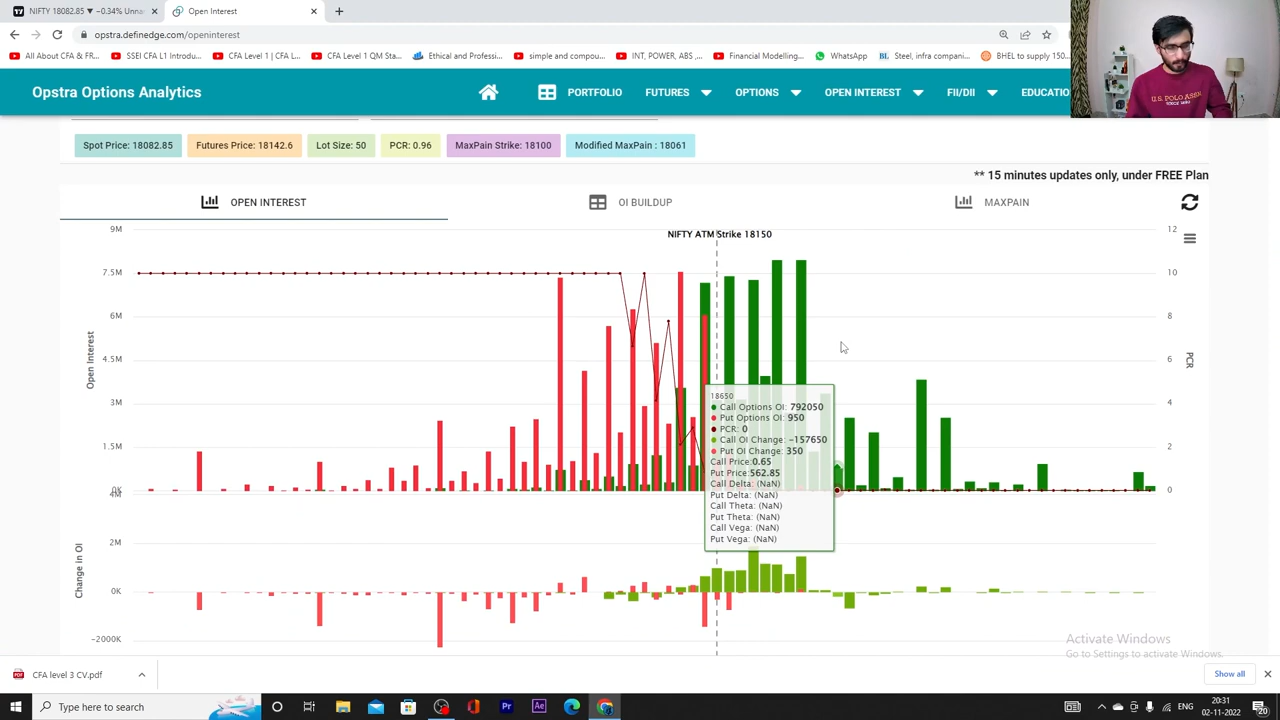 NIFTY 18082.85 ▼ −0.34% Unna
Open Interest
opstra.definedge.com/openinterest
All About CFA & FR...
SSEI CFA L1 Introdu...
CFA Level 1 | CFA L...
CFA Level 1 QM Sta...
Ethical and Professi...
simple and compou...
INT, POWER, ABS ,...
Financial Modelling...
WhatsApp
Steel, infra compani...
BHEL to supply 150...
Opstra Options Analytics
PORTFOLIO
FUTURES
OPTIONS
OPEN INTEREST
FII/DII
EDUCATIO
U.S. POLO ASSN
Spot Price: 18082.85
Futures Price: 18142.6
Lot Size: 50
PCR: 0.96
MaxPain Strike: 18100
Modified MaxPain : 18061
** 15 minutes updates only, under FREE Plan
OPEN INTEREST
OI BUILDUP
MAXPAIN
NIFTY ATM Strike 18150
9M
7.5M
6M
4.5M
3M
1.5M
0K
Open Interest
12
10
8
6
4
2
0
PCR
18650
Call Options OI: 792050
Put Options OI: 950
PCR: 0
Call OI Change: -157650
Put OI Change: 350
Call Price:0.65
Put Price:562.85
Call Delta: (NaN)
Put Delta: (NaN)
Call Theta: (NaN)
Put Theta: (NaN)
Call Vega: (NaN)
Put Vega: (NaN)
4M
2M
0K
−2000K
Change in OI
Activate Windows
Go to Settings to activate Windows.
CFA level 3 CV.pdf
Show all
Type here to search
ENG
20:31
02-11-2022
20